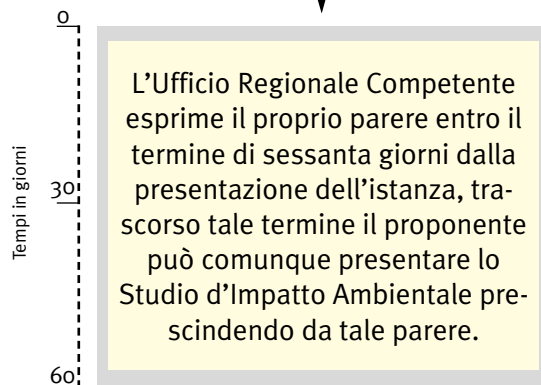 0
Tempi in giorni
30
60
L’Ufficio Regionale Competente
esprime il proprio parere entro il
termine di sessanta giorni dalla
presentazione dell’istanza, tra-
scorso tale termine il proponente
può comunque presentare lo
Studio d’Impatto Ambientale pre-
scindendo da tale parere.